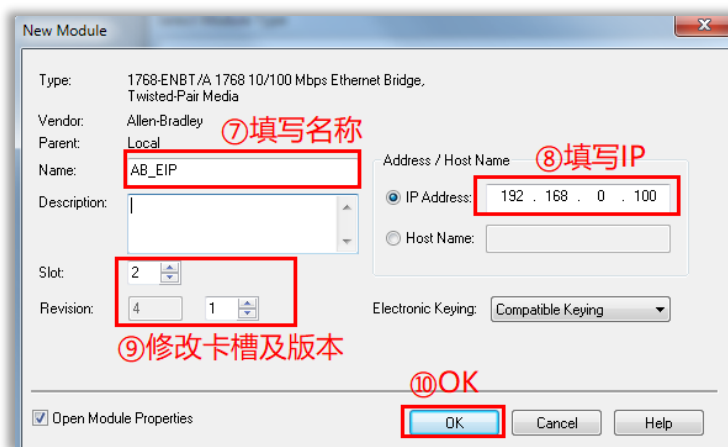 New Module
Type: 1768-ENBT/A 1768 10/100 Mbps Ethernet Bridge,
Twisted-Pair Media
Vendor: Allen-Bradley
⑦填写名称
Parent: Local
Name: AB_EIP
Address / Host Name
⑧填写IP
IP Address: 192 . 168 . 0 . 100
Description:
Host Name:
Slot: 2
Revision: 4 1
Electronic Keying: Compatible Keying
⑨修改卡槽及版本
⑩OK
Open Module Properties
OK Cancel Help